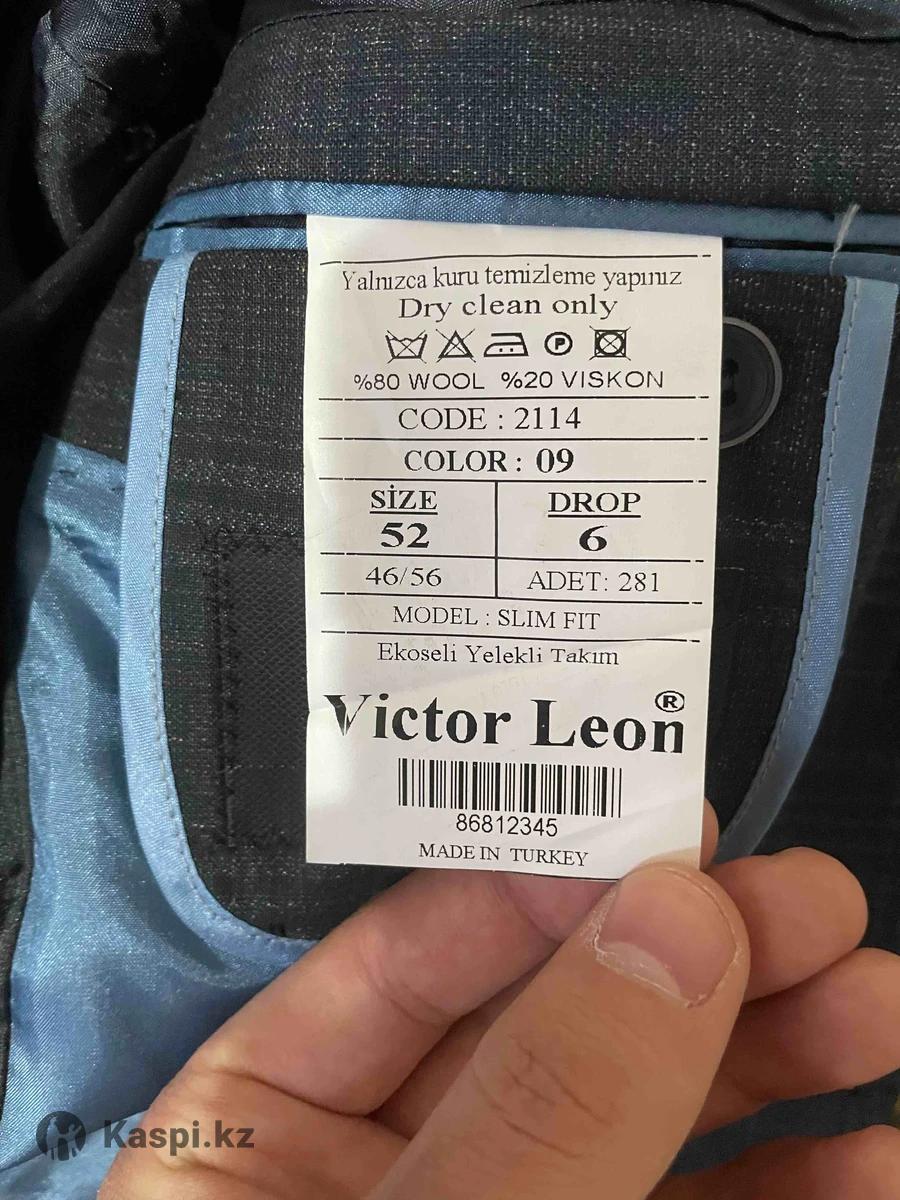 Yalnızca kuru temizleme yapınız
Dry clean only
P
%80 WOOL %20 VISKON
CODE : 2114
COLOR : 09
SİZE DROP
52 6
46/56 ADET: 281
MODEL : SLIM FIT
Ekoseli Yelekli Takım
Victor Leon®
86812345
MADE IN TURKEY
Kaspi.kz